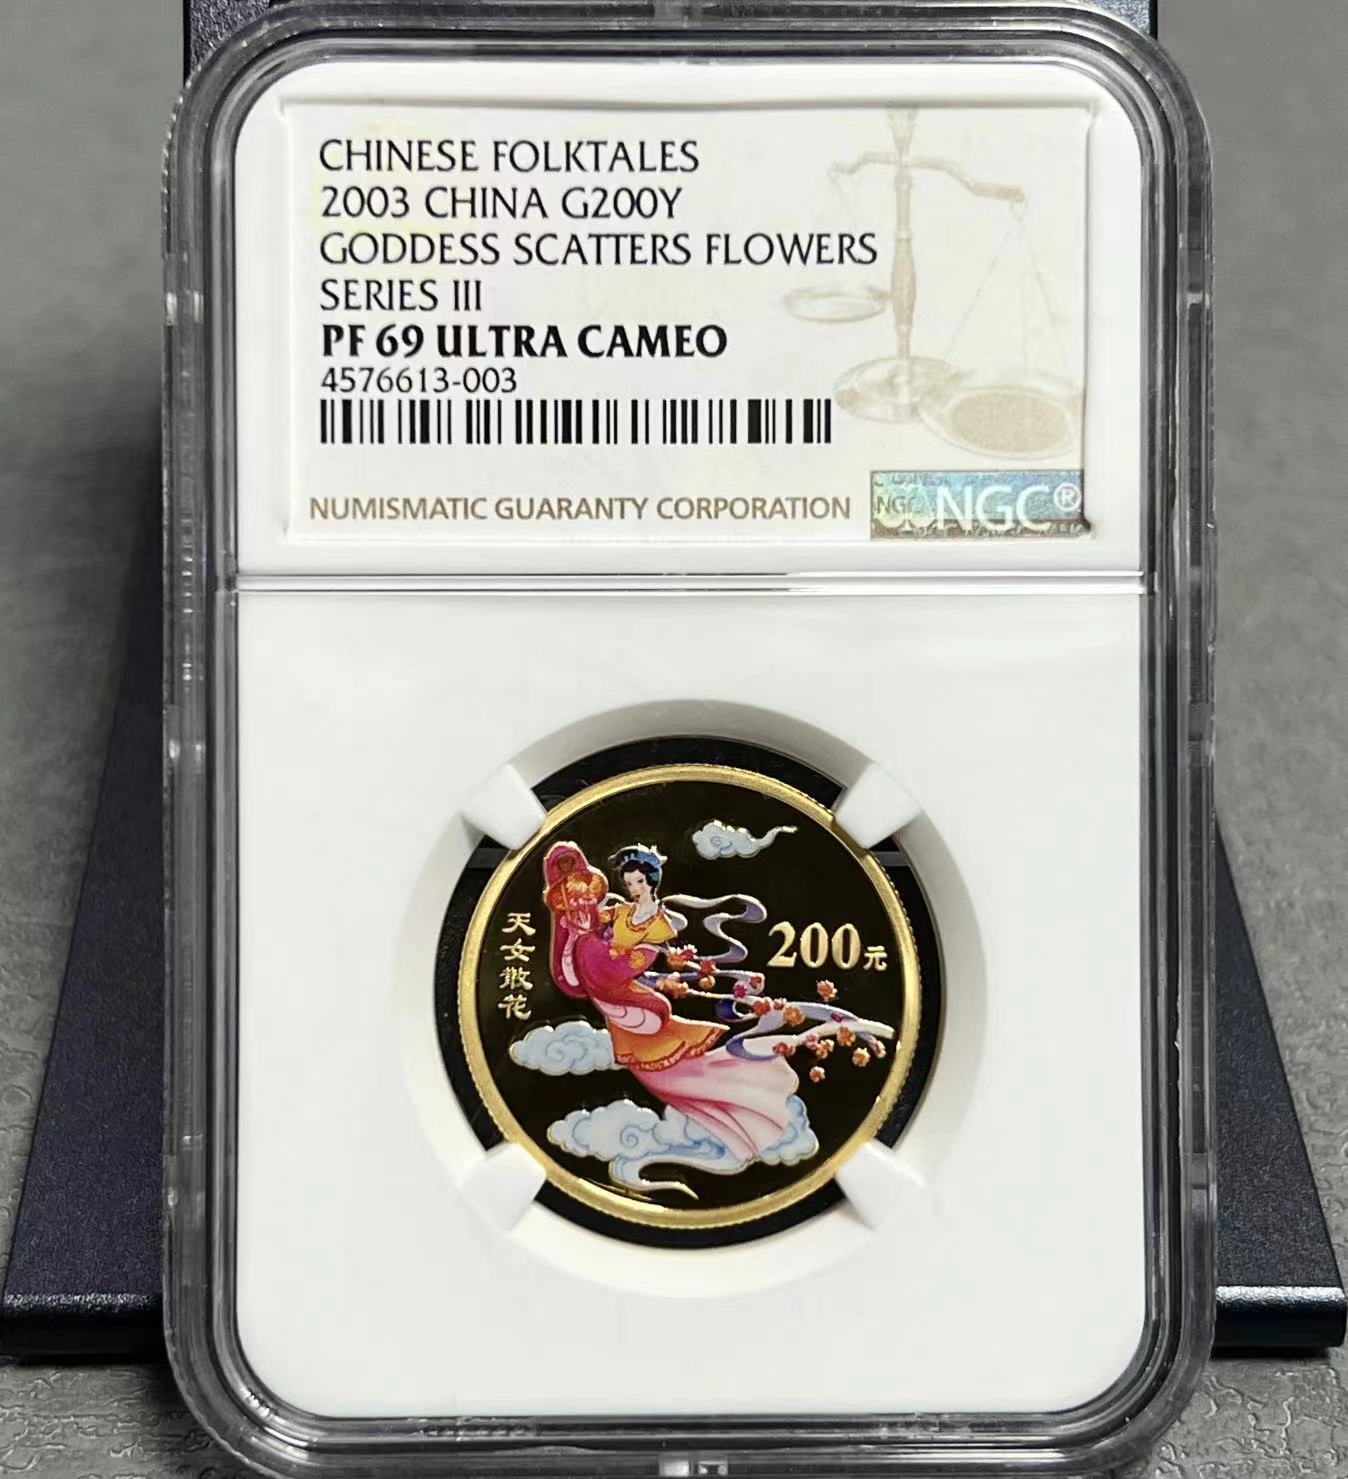 CHINESE FOLKTALES
2003 CHINA G200Y
GODDESS SCATTERS FLOWERS
SERIES III
PF 69 ULTRA CAMEO
4576613-003
NUMISMATIC GUARANTY CORPORATION
NGC®
天女散花
200元